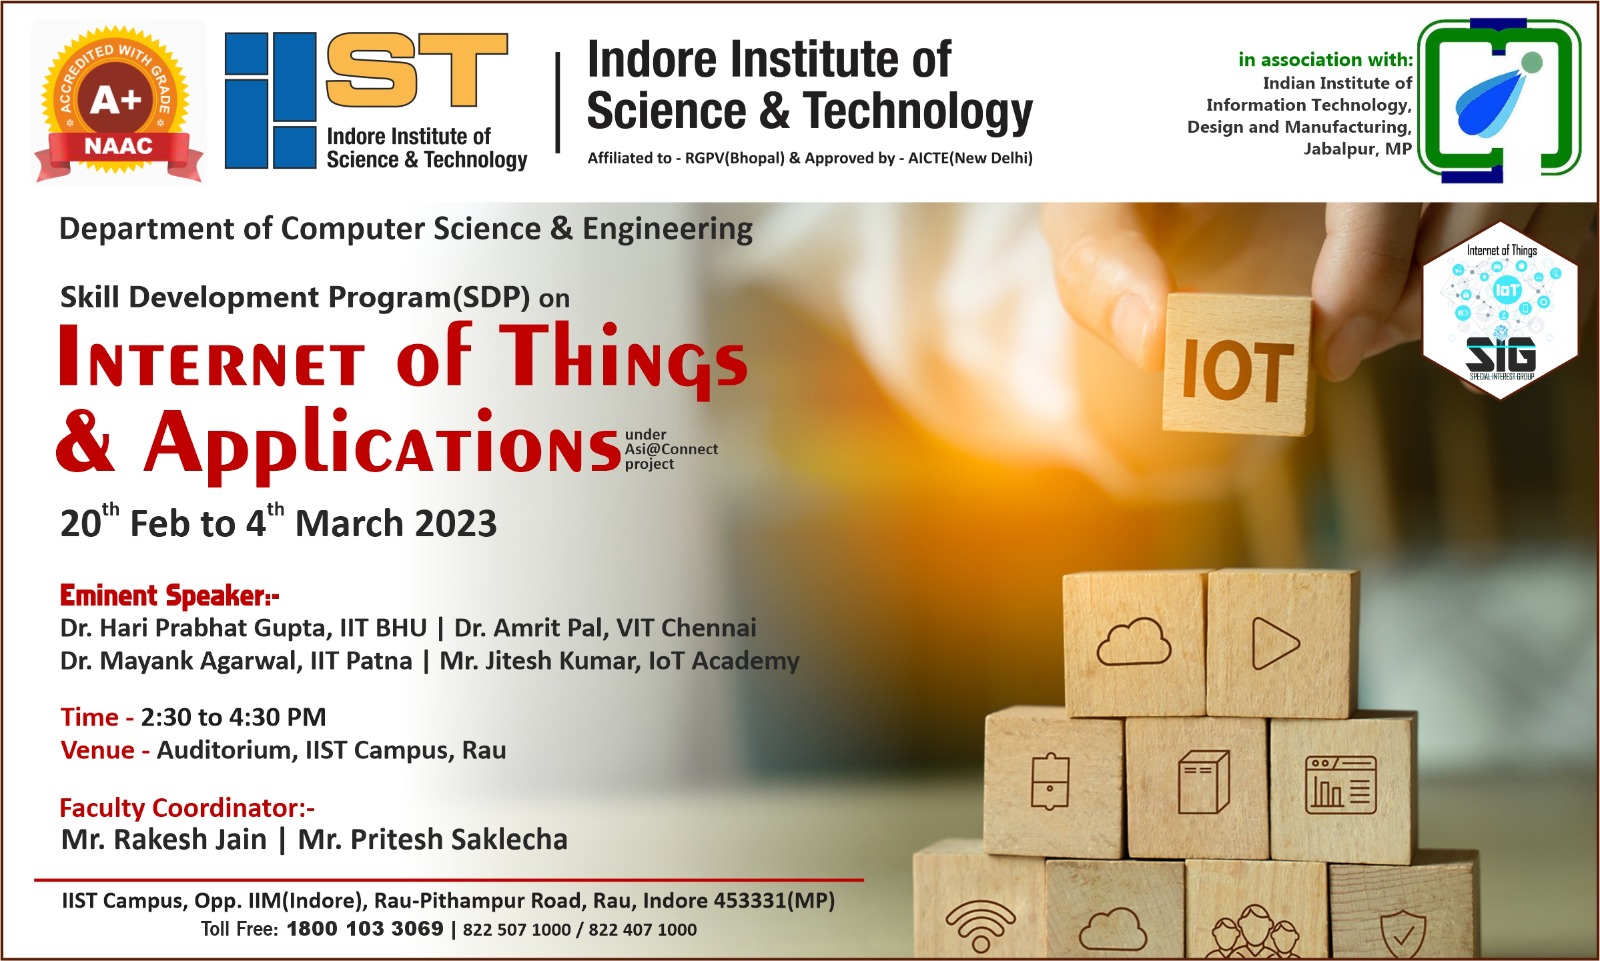 ACCREDITED WITH GRADE
A+
NAAC
IIST
Indore Institute of
Science & Technology
Indore Institute of
Science & Technology
Affiliated to - RGPV(Bhopal) & Approved by - AICTE(New Delhi)
in association with:
Indian Institute of
Information Technology,
Design and Manufacturing,
Jabalpur, MP
Department of Computer Science & Engineering
Skill Development Program(SDP) on
Internet of Things
& Applications
under
Asi@Connect
project
20th Feb to 4th March 2023
Eminent Speaker:-
Dr. Hari Prabhat Gupta, IIT BHU | Dr. Amrit Pal, VIT Chennai
Dr. Mayank Agarwal, IIT Patna | Mr. Jitesh Kumar, IoT Academy
Time - 2:30 to 4:30 PM
Venue - Auditorium, IIST Campus, Rau
Faculty Coordinator:-
Mr. Rakesh Jain | Mr. Pritesh Saklecha
IIST Campus, Opp. IIM(Indore), Rau-Pithampur Road, Rau, Indore 453331(MP)
Toll Free: 1800 103 3069 | 822 507 1000 / 822 407 1000
IOT
Internet of Things
IoT
SIG
SPECIAL INTEREST GROUP